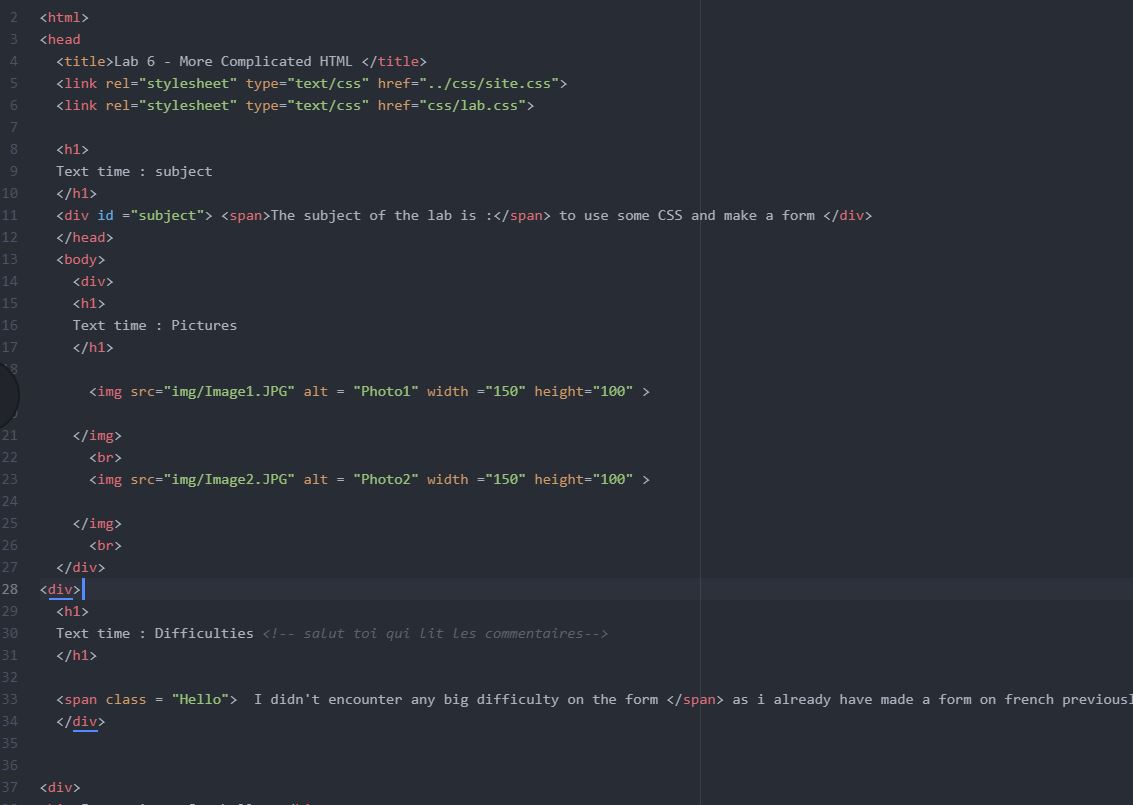 2 <html>
3 <head
4 <title>Lab 6 - More Complicated HTML </title>
5 <link rel="stylesheet" type="text/css" href="../css/site.css">
6 <link rel="stylesheet" type="text/css" href="css/lab.css">
7
8 <h1>
9 Text time : subject
10 </h1>
11 <div id ="subject"> <span>The subject of the lab is :</span> to use some CSS and make a form </div>
12 </head>
13 <body>
14 <div>
15 <h1>
16 Text time : Pictures
17 </h1>
8
<img src="img/Image1.JPG" alt = "Photo1" width ="150" height="100" >
21 </img>
22 <br>
23 <img src="img/Image2.JPG" alt = "Photo2" width ="150" height="100" >
24
25 </img>
26 <br>
27 </div>
28 <div>
29 <h1>
30 Text time : Difficulties <!-- salut toi qui lit les commentaires-->
31 </h1>
32
33 <span class = "Hello"> I didn't encounter any big difficulty on the form </span> as i already have made a form on french previousl
34 </div>
35
36
37 <div>